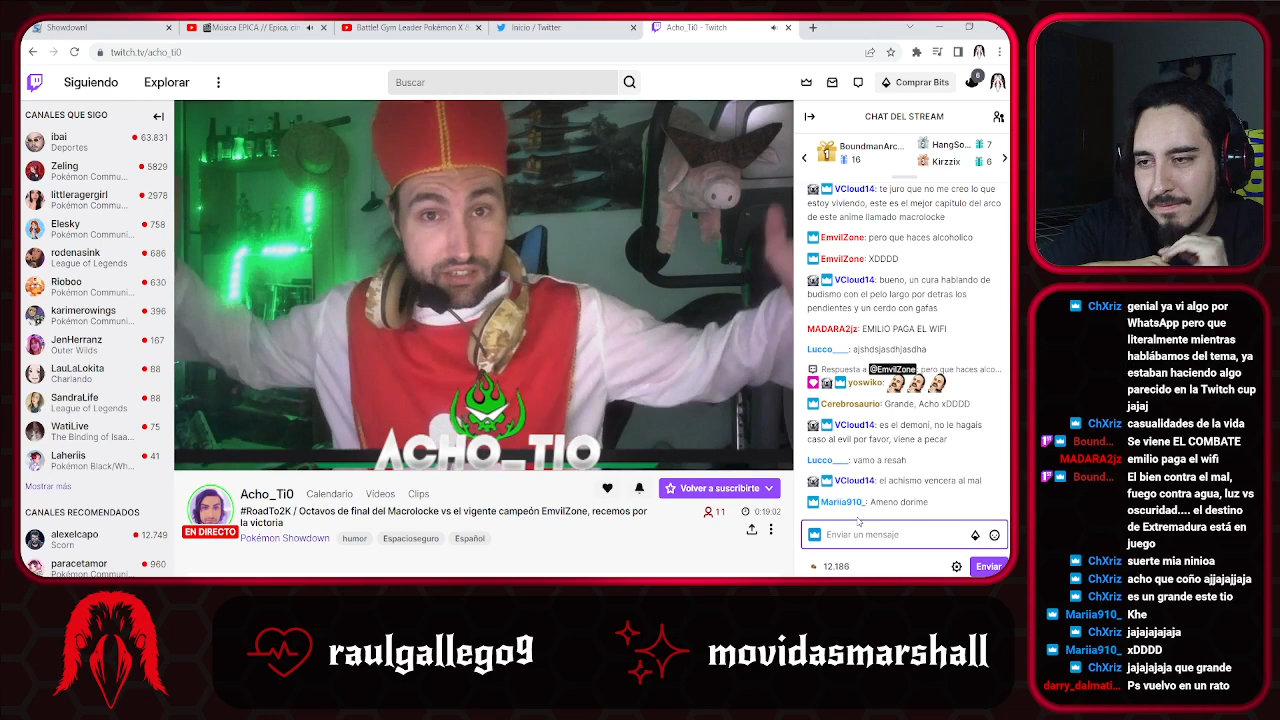 Showdown!
Música EPICA // Epica, ci
Battle! Gym Leader Pokémon X &
Inicio / Twitter
Acho_Ti0 - Twitch
twitch.tv/acho_ti0
Siguiendo
Explorar
Buscar
Comprar Bits
6
CANALES QUE SIGO
ibai
63.831
Deportes
Zeling
5829
Pokémon Commu...
litteragergirl
2978
Pokémon Commu...
Elesky
758
Pokémon Commu...
rodenasink
686
League of Legends
Rioboo
630
Pokémon Communi...
karimerowings
396
Pokémon Communi...
JenHerranz
167
Outer Wilds
LauLaLokita
88
Charlando
SandraLife
88
League of Legends
WatiLive
75
The Binding of Isaa...
Laheriis
41
Pokémon Black/Wh...
Mostrar más
CANALES RECOMENDADOS
alexelcapo
12.749
Scorn
paracetamor
960
ACHO_TIO
EN DIRECTO
Acho_Ti0
Calendario
Vídeos
Clips
Volver a suscribirte
#RoadTo2K / Octavos de final del Macrolocke vs el vigente campeón EmvilZone, recemos por
la victoria
11
0:19:02
Pokémon Showdown
humor
Espacioseguro
Español
CHAT DEL STREAM
BoundmanArc...
16
HangSo...
7
Kirzzix
6
VCloud14: te juro que no me creo lo que
estoy viviendo, este es el mejor capitulo del arco
de este anime llamado macrolocke
EmvilZone: pero que haces alcoholico
EmvilZone: XDDDD
VCloud14: bueno, un cura hablando de
budismo con el pelo largo por detras los
pendientes y un cerdo con gafas
MADARA2jz: EMILIO PAGA EL WIFI
Lucco____: ajshdsjasdhjasdha
Respuesta a @EmvilZone: pero que haces alco...
yoswiko:
Cerebrosaurio: Grande, Acho xDDDD
VCloud14: es el demoni, no le hagais
caso al evil por favor, viene a pecar
Lucco____: vamo a resah
VCloud14: el achismo vencera al mal
Mariia910_: Ameno dorime
Enviar un mensaje
12.186
Enviar
ChXriz genial ya vi algo por
WhatsApp pero que
literalmente mientras
hablábamos del tema, ya
estaban haciendo algo
parecido en la Twitch cup
jajaj
ChXriz casualidades de la vida
Bound... Se viene EL COMBATE
MADARA2jz emilio paga el wifi
Bound... El bien contra el mal,
fuego contra agua, luz vs
oscuridad.... el destino
de Extremadura está en
juego
ChXriz suerte mia ninioa
ChXriz acho que coño ajjajajjaja
ChXriz es un grande este tio
Mariia910_ Khe
ChXriz jajajajajaja
Mariia910_ xDDDD
ChXriz jajajajaja que grande
darry_dalmati... Ps vuelvo en un rato
raulgallego9
movidasmarshall